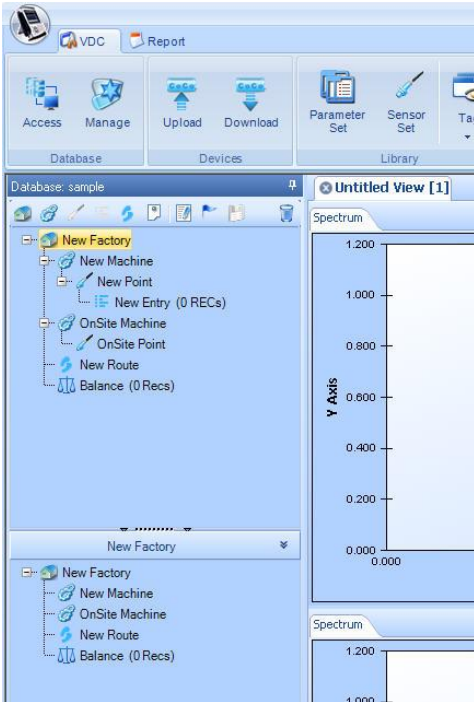 VDC Report
Access Manage Upload Download Parameter Set Sensor Set
Database Devices Library
Database: sample
Untitled View [1]
Spectrum
New Factory
New Machine
New Point
New Entry (0 RECs)
OnSite Machine
OnSite Point
New Route
Balance (0 Recs)
1.200
1.000
0.800
0.600
0.400
0.200
0.000
0.000
Y Axis
New Factory
New Factory
New Machine
OnSite Machine
New Route
Balance (0 Recs)
Spectrum
1.200
1.000